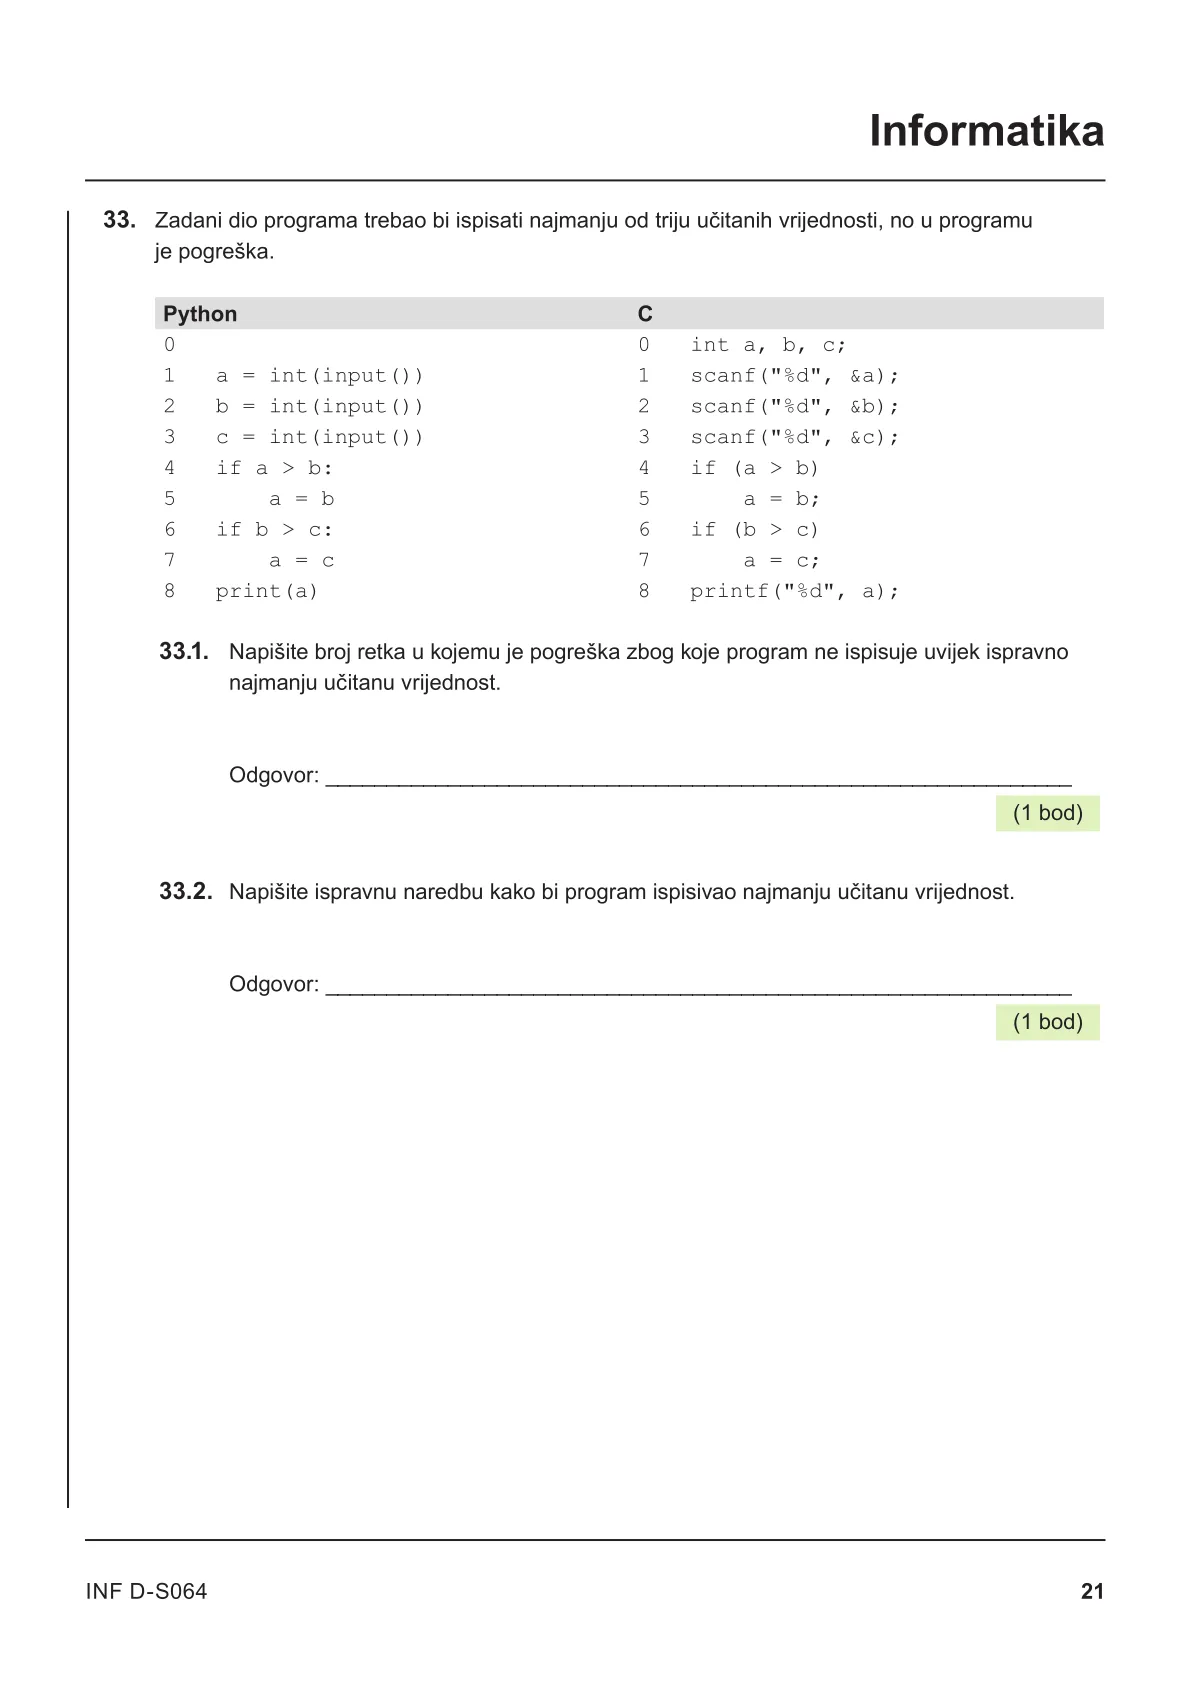 Informatika
33. Zadani dio programa trebao bi ispisati najmanju od triju učitanih vrijednosti, no u programu
je pogreška.
Python C
0 0 int a, b, c;
1 a = int(input()) 1 scanf("%d", &a);
2 b = int(input()) 2 scanf("%d", &b);
3 c = int(input()) 3 scanf("%d", &c);
4 if a > b: 4 if (a > b)
5 a = b 5 a = b;
6 if b > c: 6 if (b > c)
7 a = c 7 a = c;
8 print(a) 8 printf("%d", a);
33.1. Napišite broj retka u kojemu je pogreška zbog koje program ne ispisuje uvijek ispravno
najmanju učitanu vrijednost.
Odgovor: ______________________________________________________________
(1 bod)
33.2. Napišite ispravnu naredbu kako bi program ispisivao najmanju učitanu vrijednost.
Odgovor: ______________________________________________________________
(1 bod)
INF D-S064 21